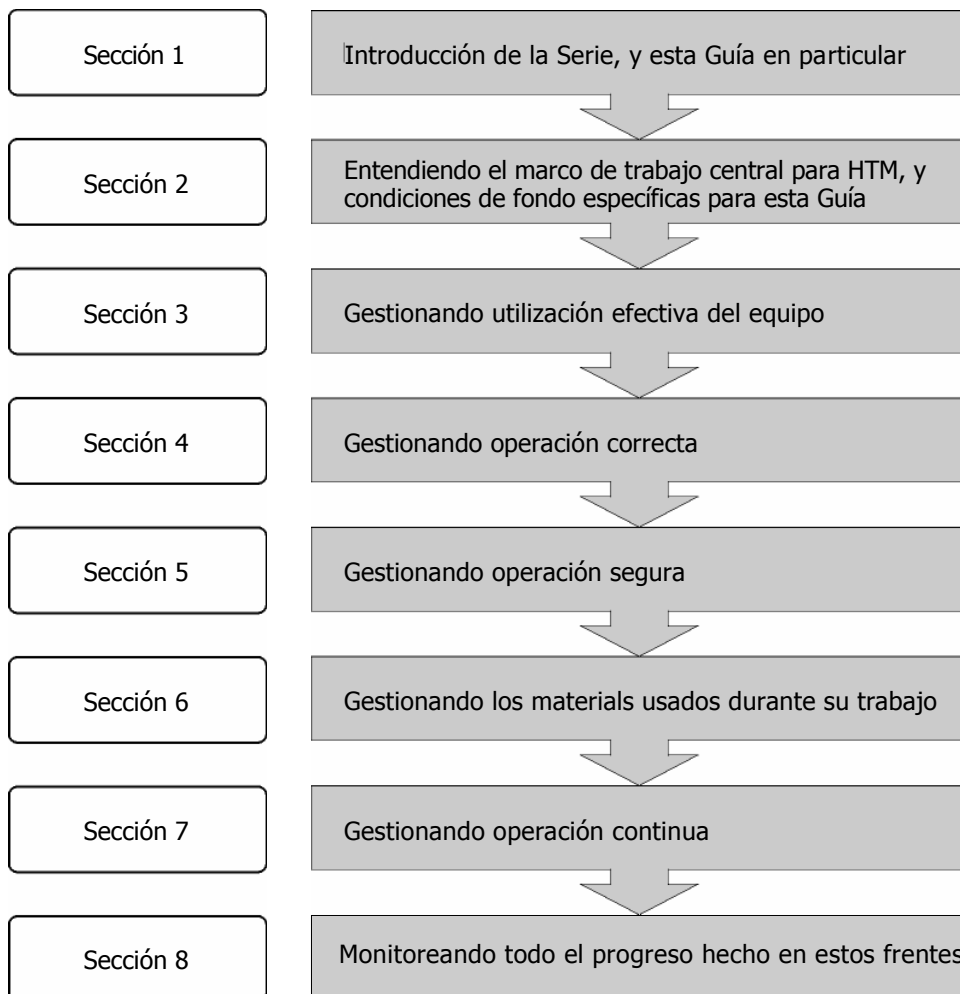 Sección 1
Introducción de la Serie, y esta Guía en particular
Sección 2
Entendiendo el marco de trabajo central para HTM, y
condiciones de fondo específicas para esta Guía
Sección 3
Gestionando utilización efectiva del equipo
Sección 4
Gestionando operación correcta
Sección 5
Gestionando operación segura
Sección 6
Gestionando los materials usados durante su trabajo
Sección 7
Gestionando operación continua
Sección 8
Monitoreando todo el progreso hecho en estos frentes